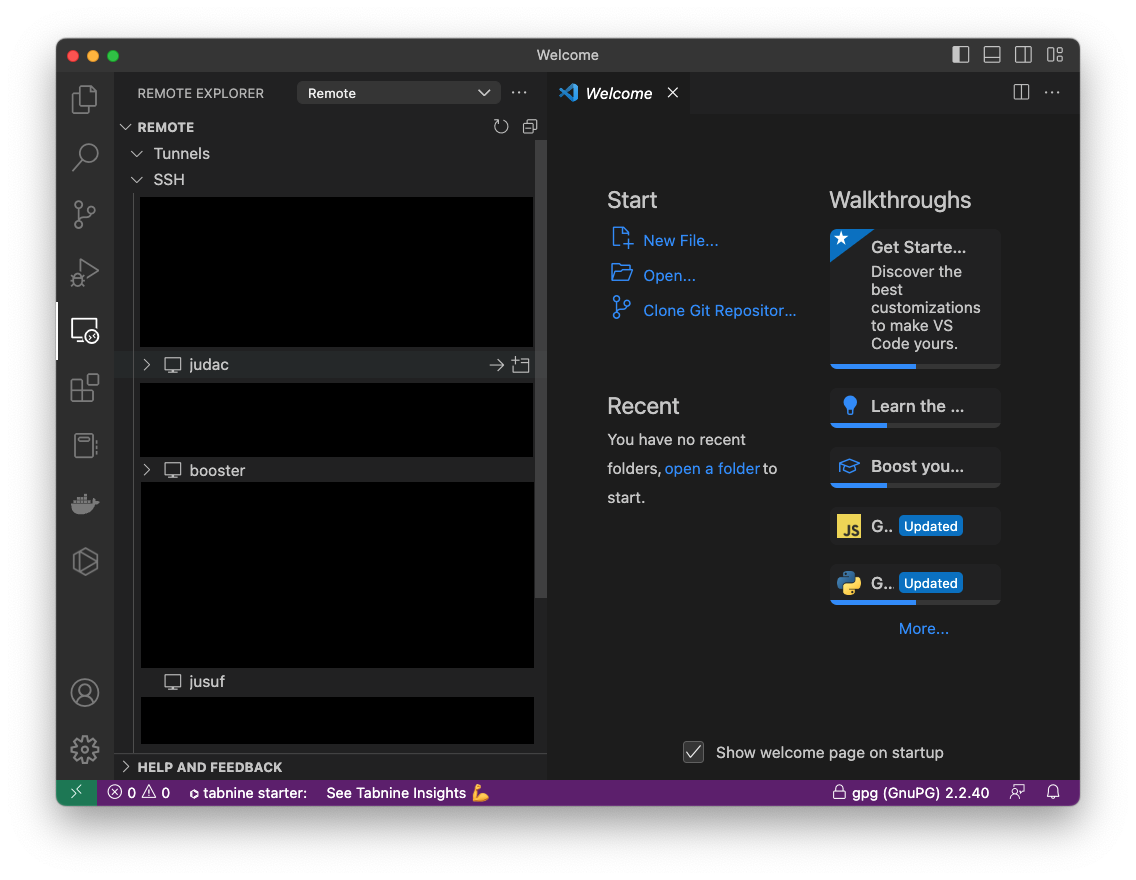 Welcome
REMOTE EXPLORER
Remote
Welcome
REMOTE
Tunnels
SSH
judac
booster
jusuf
HELP AND FEEDBACK
Start
New File...
Open...
Clone Git Repositor...
Recent
You have no recent
folders, open a folder to
start.
Walkthroughs
Get Starte...
Discover the
best
customizations
to make VS
Code yours.
Learn the ...
Boost you...
JS G... Updated
G... Updated
More...
Show welcome page on startup
0 0 tabnine starter: See Tabnine Insights 💪 gpg (GnuPG) 2.2.40